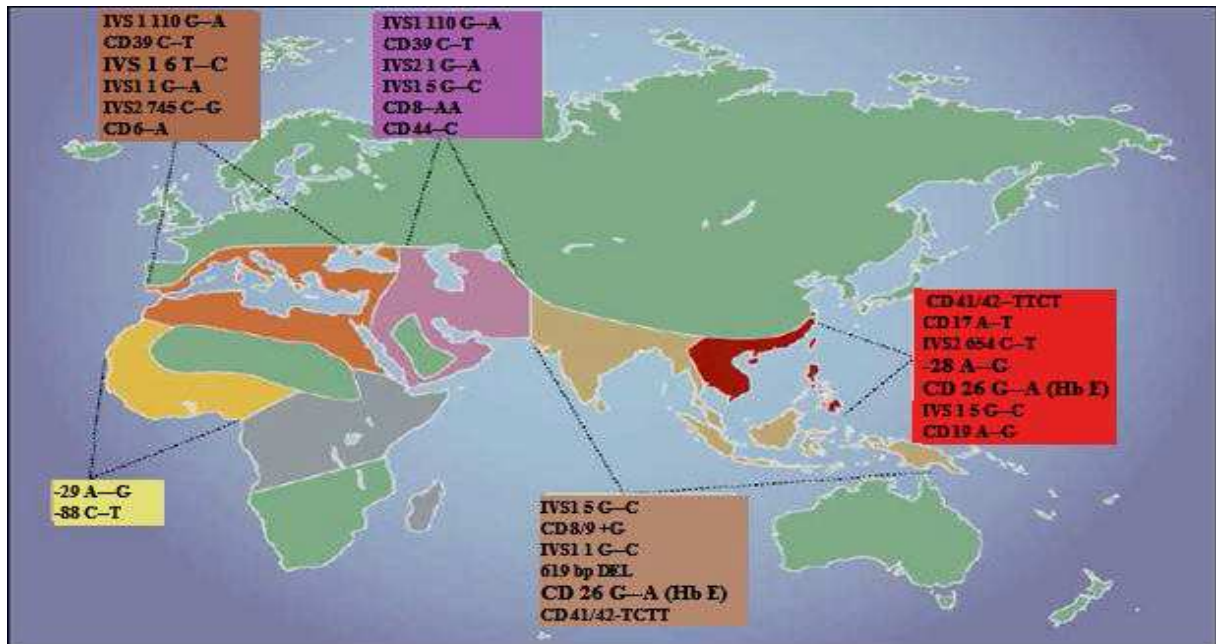 IVS 1 110 G–A
CD39 C–T
IVS 1 6 T–C
IVS1 1 G–A
IVS2 745 C–G
CD6–A
IVS1 110 G–A
CD39 C–T
IVS2 1 G–A
IVS1 5 G–C
CD8–AA
CD44–C
CD41/42–TTCT
CD17 A–T
IVS2 654 C–T
-28 A–G
CD 26 G–A (Hb E)
IVS 1 5 G–C
CD19 A–G
-29 A—G
-88 C–T
IVS1 5 G–C
CD8/9 +G
IVS1 1 G–C
619 bp DEL
CD 26 G–A (Hb E)
CD41/42-TCTT